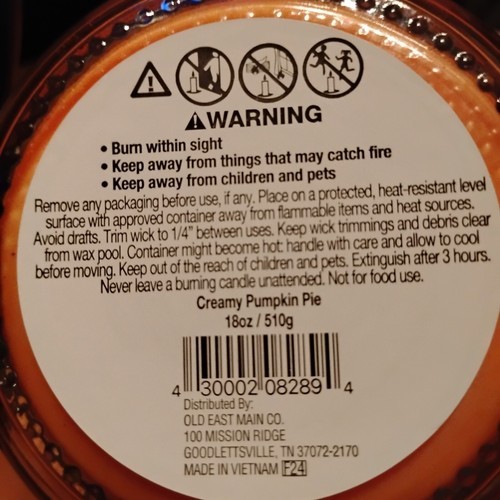 WARNING
• Burn within sight
• Keep away from things that may catch fire
• Keep away from children and pets
Remove any packaging before use, if any. Place on a protected, heat-resistant level
surface with approved container away from flammable items and heat sources.
Avoid drafts. Trim wick to 1/4" between uses. Keep wick trimmings and debris clear
from wax pool. Container might become hot: handle with care and allow to cool
before moving. Keep out of the reach of children and pets. Extinguish after 3 hours.
Never leave a burning candle unattended. Not for food use.
Creamy Pumpkin Pie
18oz / 510g
4 30002 08289 4
Distributed By:
OLD EAST MAIN CO.
100 MISSION RIDGE
GOODLETTSVILLE, TN 37072-2170
MADE IN VIETNAM F24